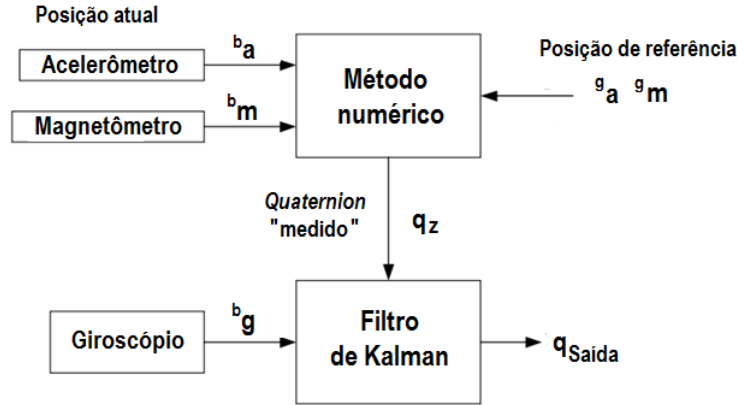 Posição atual
Acelerômetro
ᵇa
Magnetômetro
ᵇm
Método
numérico
Posição de referência
ᵍa ᵍm
Quaternion
"medido"
qz
Giroscópio
ᵇg
Filtro
de Kalman
qSaída